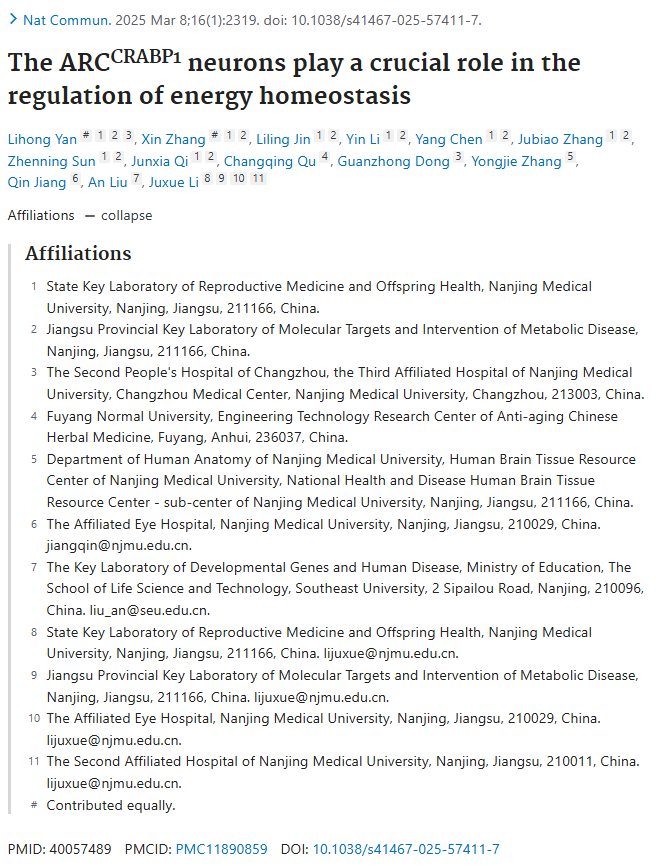 Nat Commun. 2025 Mar 8;16(1):2319. doi: 10.1038/s41467-025-57411-7.
The ARCCRABP1 neurons play a crucial role in the
regulation of energy homeostasis
Lihong Yan # 1 2 3, Xin Zhang # 1 2, Liling Jin 1 2, Yin Li 1 2, Yang Chen 1 2, Jubiao Zhang 1 2,
Zhenning Sun 1 2, Junxia Qi 1 2, Changqing Qu 4, Guanzhong Dong 3, Yongjie Zhang 5,
Qin Jiang 6, An Liu 7, Juxue Li 8 9 10 11
Affiliations — collapse
Affiliations
1 State Key Laboratory of Reproductive Medicine and Offspring Health, Nanjing Medical
University, Nanjing, Jiangsu, 211166, China.
2 Jiangsu Provincial Key Laboratory of Molecular Targets and Intervention of Metabolic Disease,
Nanjing, Jiangsu, 211166, China.
3 The Second People's Hospital of Changzhou, the Third Affiliated Hospital of Nanjing Medical
University, Changzhou Medical Center, Nanjing Medical University, Changzhou, 213003, China.
4 Fuyang Normal University, Engineering Technology Research Center of Anti-aging Chinese
Herbal Medicine, Fuyang, Anhui, 236037, China.
5 Department of Human Anatomy of Nanjing Medical University, Human Brain Tissue Resource
Center of Nanjing Medical University, National Health and Disease Human Brain Tissue
Resource Center - sub-center of Nanjing Medical University, Nanjing, Jiangsu, 211166, China.
6 The Affiliated Eye Hospital, Nanjing Medical University, Nanjing, Jiangsu, 210029, China.
jiangqin@njmu.edu.cn.
7 The Key Laboratory of Developmental Genes and Human Disease, Ministry of Education, The
School of Life Science and Technology, Southeast University, 2 Sipailou Road, Nanjing, 210096,
China. liu_an@seu.edu.cn.
8 State Key Laboratory of Reproductive Medicine and Offspring Health, Nanjing Medical
University, Nanjing, Jiangsu, 211166, China. lijuxue@njmu.edu.cn.
9 Jiangsu Provincial Key Laboratory of Molecular Targets and Intervention of Metabolic Disease,
Nanjing, Jiangsu, 211166, China. lijuxue@njmu.edu.cn.
10 The Affiliated Eye Hospital, Nanjing Medical University, Nanjing, Jiangsu, 210029, China.
lijuxue@njmu.edu.cn.
11 The Second Affiliated Hospital of Nanjing Medical University, Nanjing, Jiangsu, 210011, China.
lijuxue@njmu.edu.cn.
# Contributed equally.
PMID: 40057489 PMCID: PMC11890859 DOI: 10.1038/s41467-025-57411-7